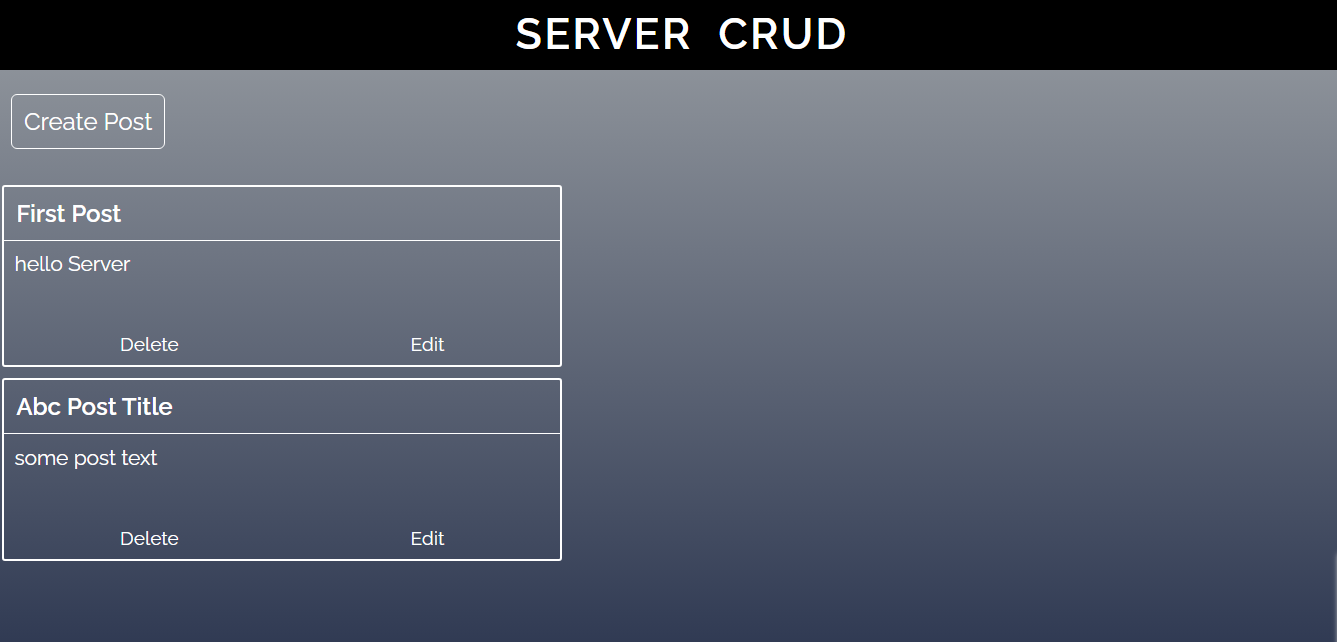 SERVER CRUD
Create Post
First Post
hello Server
Delete Edit
Abc Post Title
some post text
Delete Edit